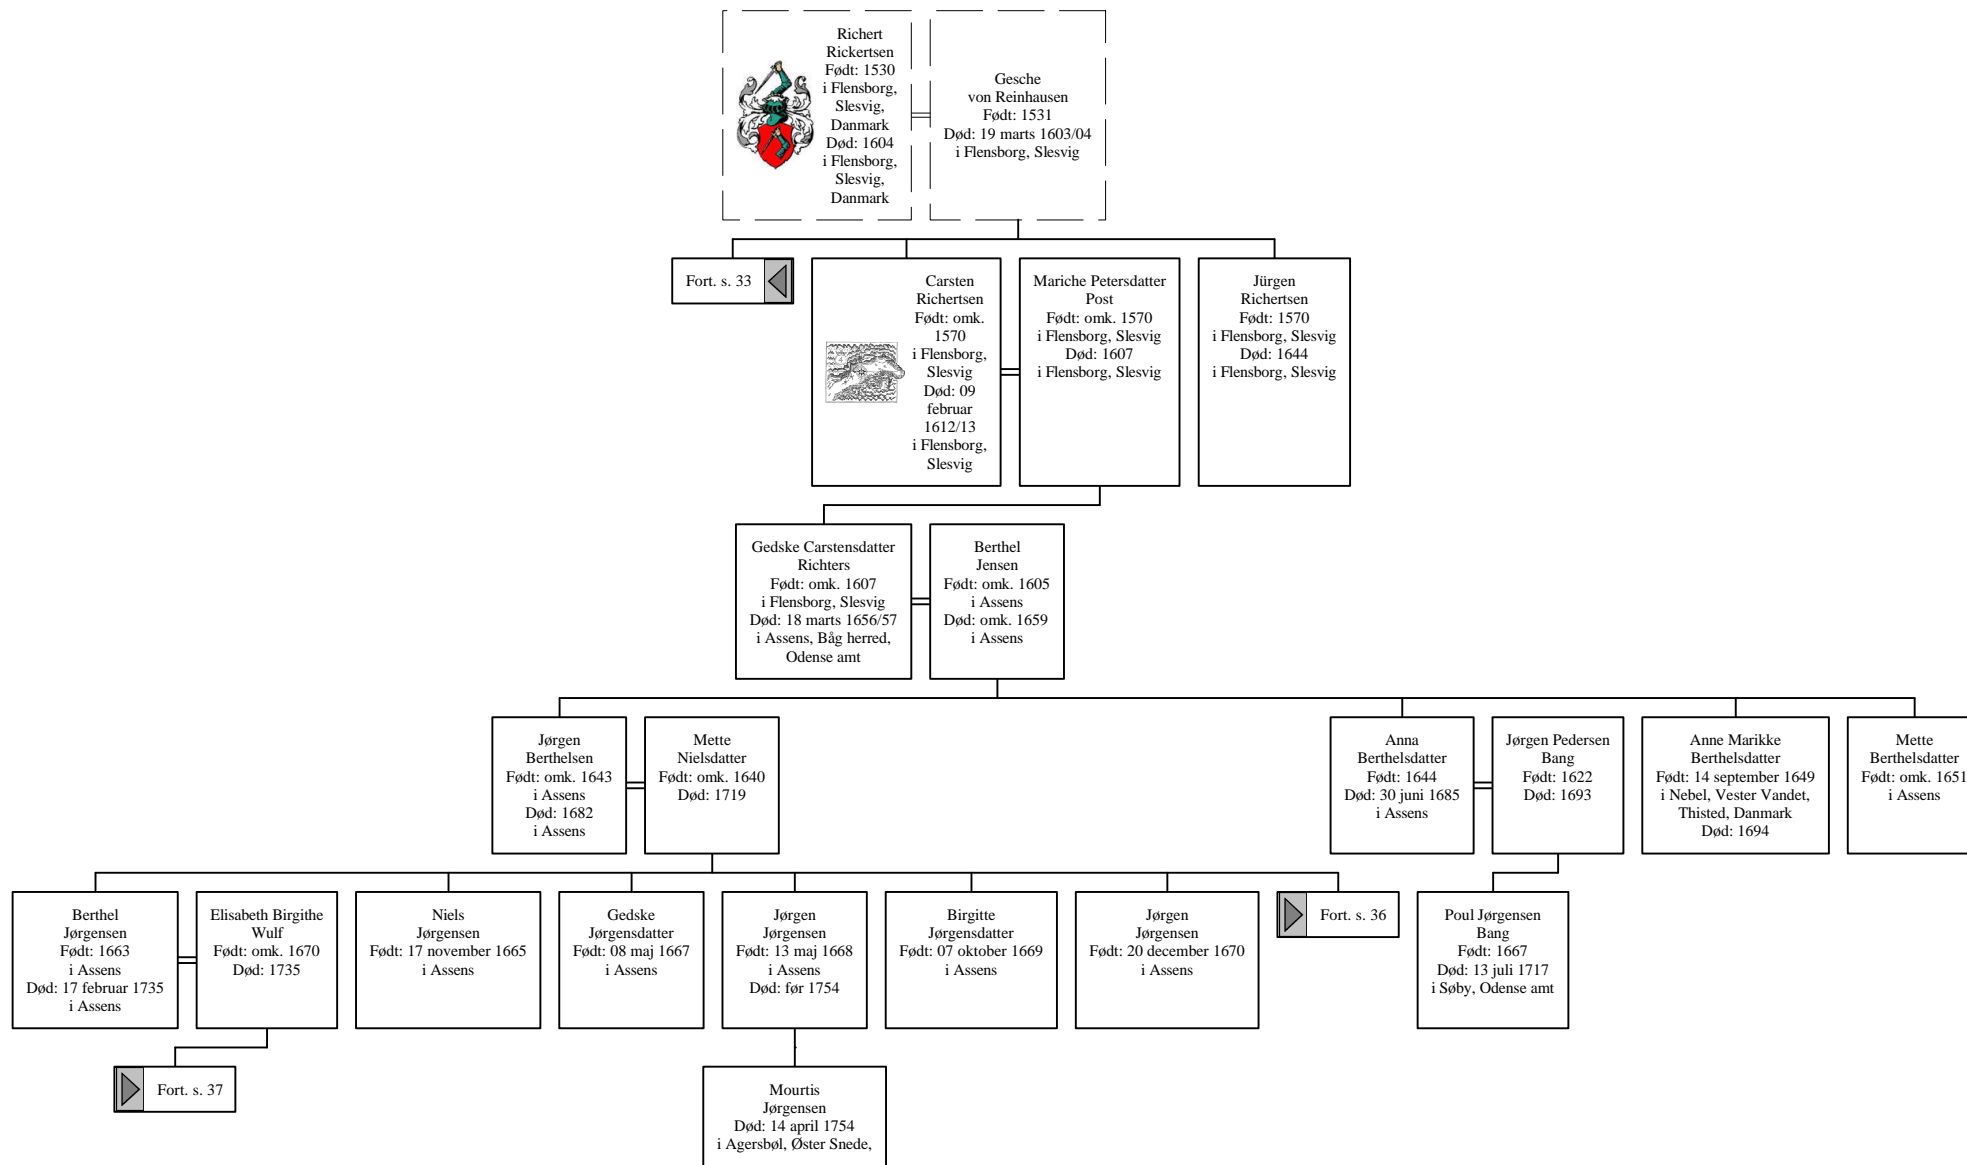 Richert
Rickertsen
Født: 1530
i Flensborg,
Slesvig,
Danmark
Død: 1604
i Flensborg,
Slesvig,
Danmark
Gesche
von Reinhausen
Født: 1531
Død: 19 marts 1603/04
i Flensborg, Slesvig
Fort. s. 33
Carsten
Richertsen
Født: omk.
1570
i Flensborg,
Slesvig
Død: 09
februar
1612/13
i Flensborg,
Slesvig
Mariche Petersdatter
Post
Født: omk. 1570
i Flensborg, Slesvig
Død: 1607
i Flensborg, Slesvig
Jürgen
Richertsen
Født: 1570
i Flensborg, Slesvig
Død: 1644
i Flensborg, Slesvig
Gedske Carstensdatter
Richters
Født: omk. 1607
i Flensborg, Slesvig
Død: 18 marts 1656/57
i Assens, Båg herred,
Odense amt
Berthel
Jensen
Født: omk. 1605
i Assens
Død: omk. 1659
i Assens
Jørgen
Berthelsen
Født: omk. 1643
i Assens
Død: 1682
i Assens
Mette
Nielsdatter
Født: omk. 1640
Død: 1719
Anna
Berthelsdatter
Født: 1644
Død: 30 juni 1685
i Assens
Jørgen Pedersen
Bang
Født: 1622
Død: 1693
Anne Marikke
Berthelsdatter
Født: 14 september 1649
i Nebel, Vester Vandet,
Thisted, Danmark
Død: 1694
Mette
Berthelsdatter
Født: omk. 1651
i Assens
Berthel
Jørgensen
Født: 1663
i Assens
Død: 17 februar 1735
i Assens
Elisabeth Birgithe
Wulf
Født: omk. 1670
Død: 1735
Niels
Jørgensen
Født: 17 november 1665
i Assens
Gedske
Jørgensdatter
Født: 08 maj 1667
i Assens
Jørgen
Jørgensen
Født: 13 maj 1668
i Assens
Død: før 1754
Birgitte
Jørgensdatter
Født: 07 oktober 1669
i Assens
Jørgen
Jørgensen
Født: 20 december 1670
i Assens
Fort. s. 36
Poul Jørgensen
Bang
Født: 1667
Død: 13 juli 1717
i Søby, Odense amt
Fort. s. 37
Mourtis
Jørgensen
Død: 14 april 1754
i Agersbøl, Øster Snede,